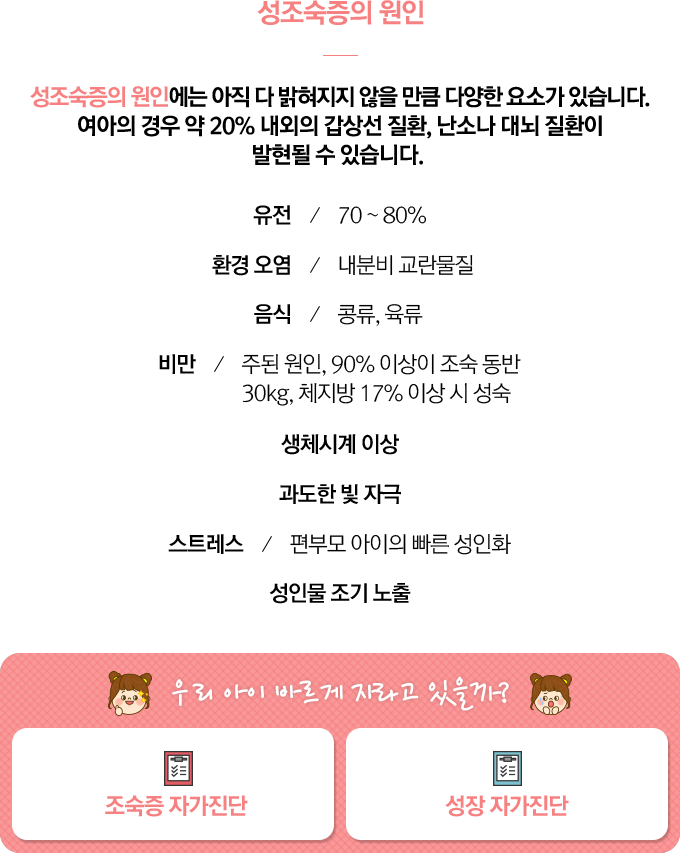 성조숙증의 원인
성조숙증의 원인에는 아직 다 밝혀지지 않을 만큼 다양한 요소가 있습니다.
여아의 경우 약 20% 내외의 갑상선 질환, 난소나 대뇌 질환이
발현될 수 있습니다.
유전 / 70 ~ 80%
환경 오염 / 내분비 교란물질
음식 / 콩류, 육류
비만 / 주된 원인, 90% 이상이 조숙 동반
30kg, 체지방 17% 이상 시 성숙
생체시계 이상
과도한 빛 자극
스트레스 / 편부모 아이의 빠른 성인화
성인물 조기 노출
우리 아이 바르게 자라고 있을까?
조숙증 자가진단
성장 자가진단